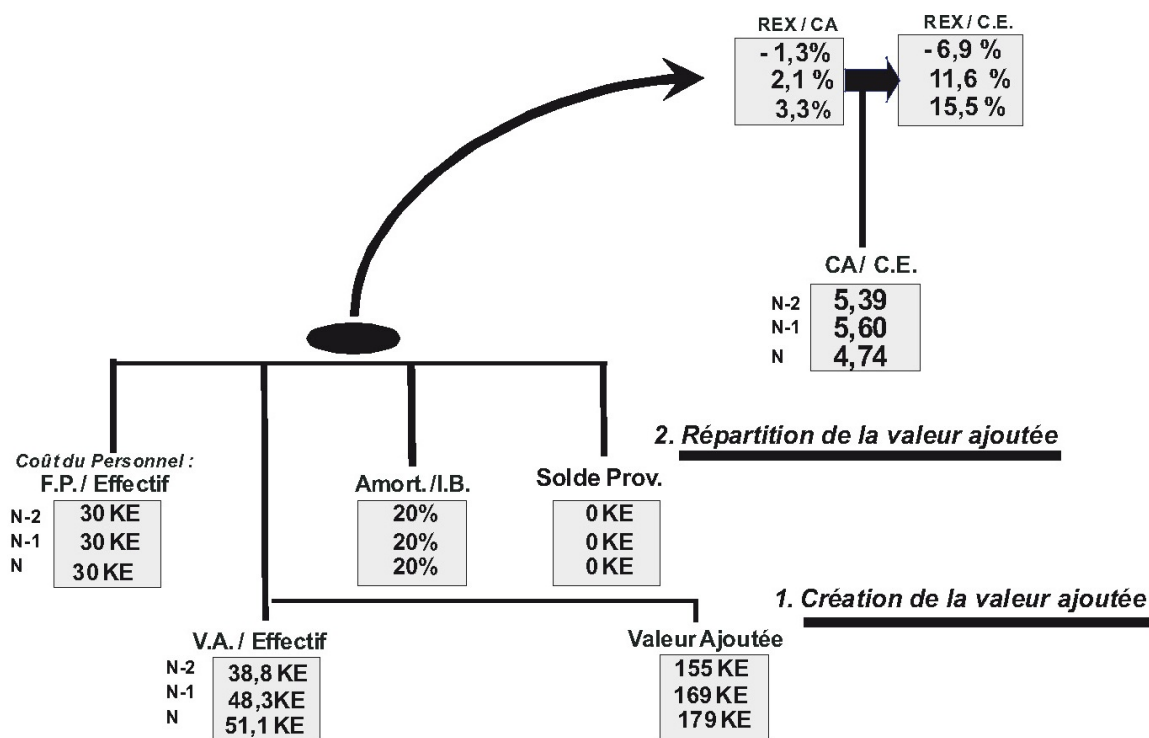 REX / CA
REX / C.E.
- 1,3%
- 6,9 %
2,1 %
11,6 %
3,3%
15,5 %
CA / C.E.
N-2 5,39
N-1 5,60
N 4,74
2. Répartition de la valeur ajoutée
Coût du Personnel :
F.P. / Effectif
Amort. /I.B.
Solde Prov.
N-2 30 KE
20%
0 KE
N-1 30 KE
20%
0 KE
N 30 KE
20%
0 KE
1. Création de la valeur ajoutée
V.A. / Effectif
Valeur Ajoutée
N-2 38,8 KE
155 KE
N-1 48,3KE
169 KE
N 51,1 KE
179 KE